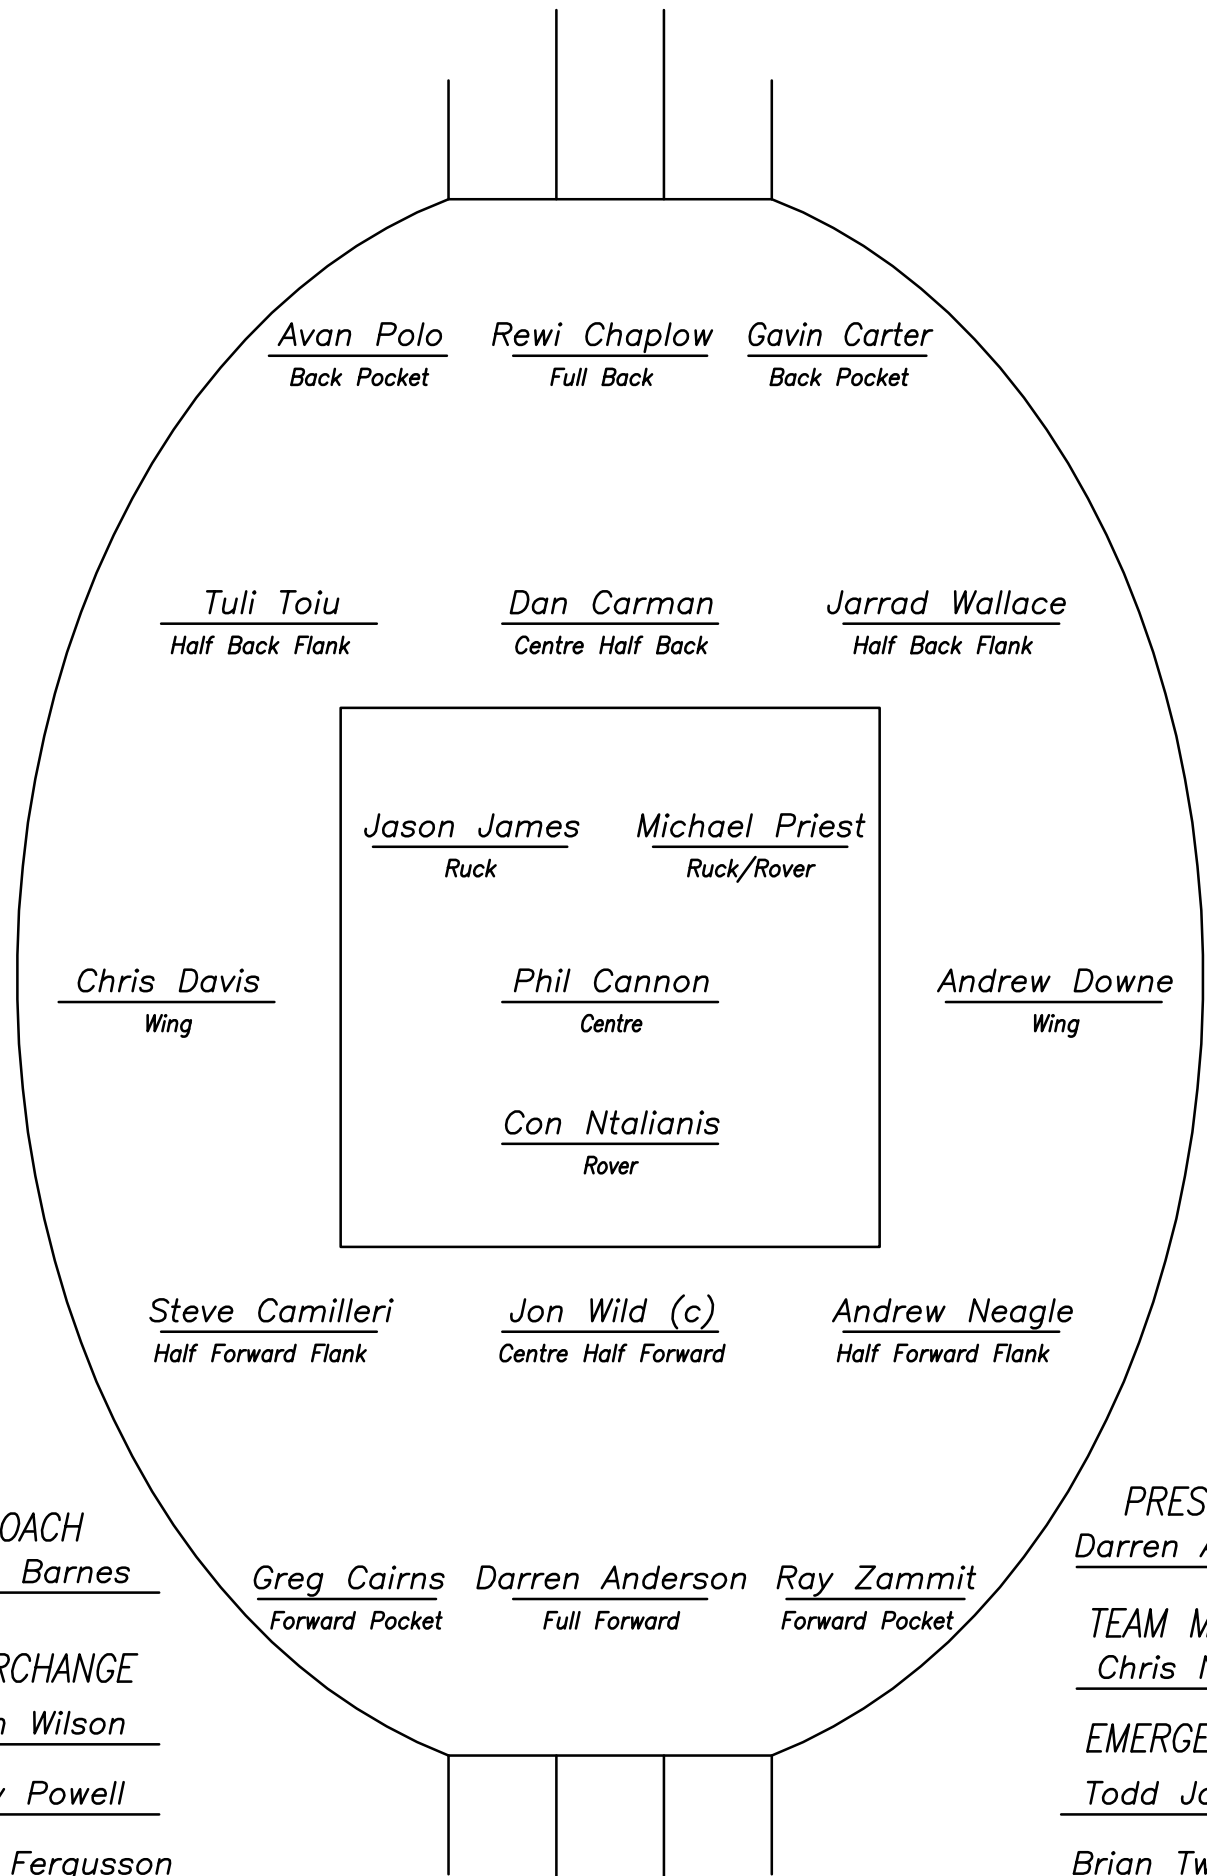 Avan Polo Rewi Chaplow Gavin Carter
Back Pocket Full Back Back Pocket
Tuli Toiu Dan Carman Jarrad Wallace
Half Back Flank Centre Half Back Half Back Flank
Jason James Michael Priest
Ruck Ruck/Rover
Chris Davis Phil Cannon Andrew Downe
Wing Centre Wing
Con Ntalianis
Rover
Steve Camilleri Jon Wild (c) Andrew Neagle
Half Forward Flank Centre Half Forward Half Forward Flank
Greg Cairns Darren Anderson Ray Zammit
Forward Pocket Full Forward Forward Pocket
OACH
Barnes
RCHANGE
Wilson
Powell
Fergusson
PRES
Darren
TEAM
Chris
EMERGE
Todd
Brian Tw